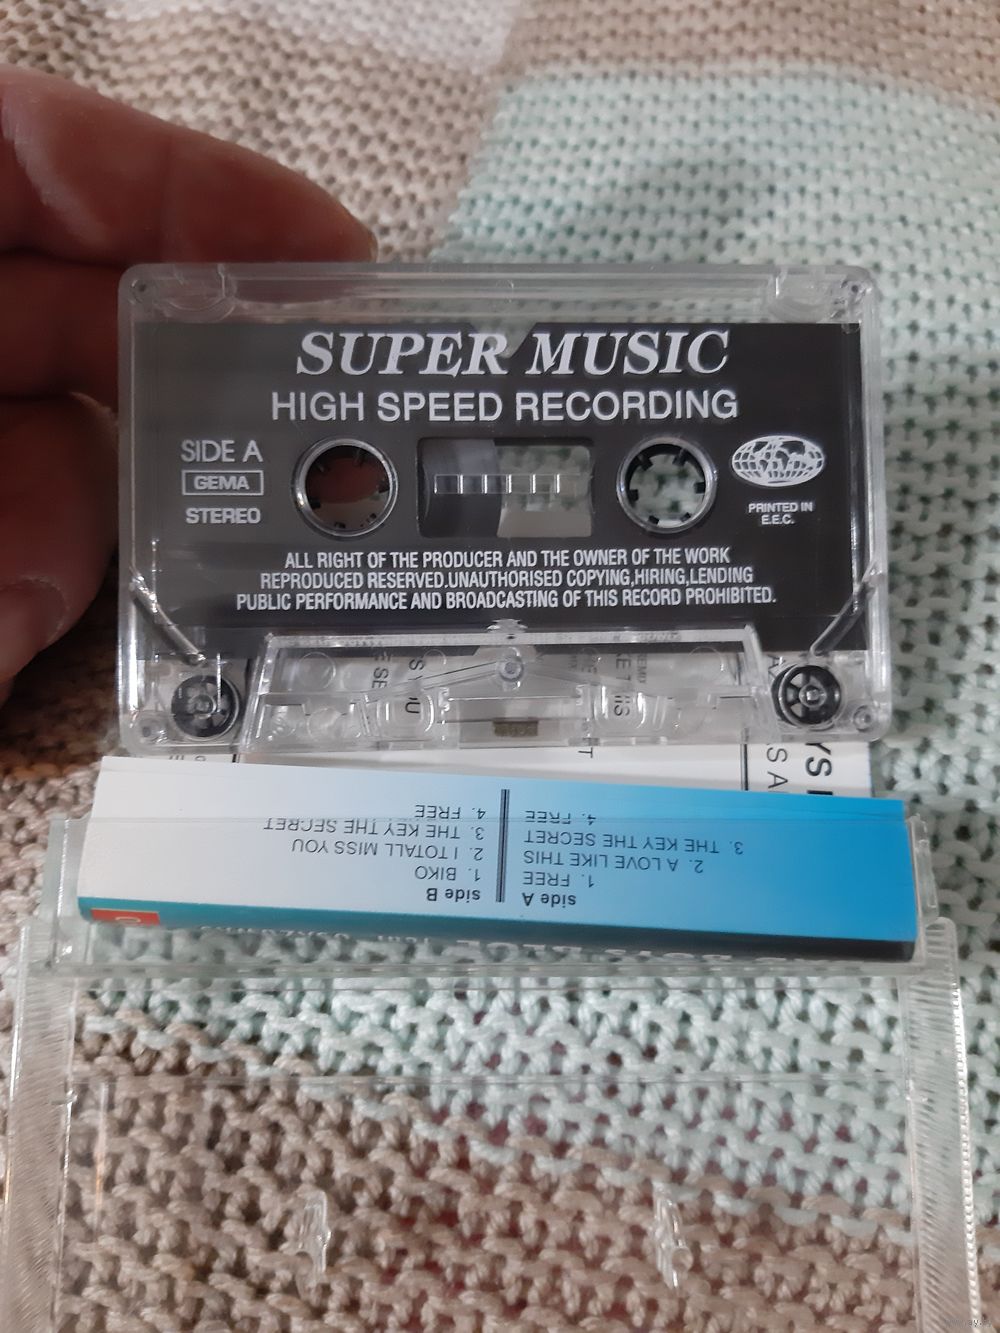 SUPER MUSIC
HIGH SPEED RECORDING
SIDE A
GEMA
STEREO
PRINTED IN
E.E.C.
ALL RIGHT OF THE PRODUCER AND THE OWNER OF THE WORK
REPRODUCED RESERVED.UNAUTHORISED COPYING,HIRING,LENDING
PUBLIC PERFORMANCE AND BROADCASTING OF THIS RECORD PROHIBITED.
side A
1. FREE
2. A LOVE LIKE THIS
3. THE KEY THE SECRET
4. FREE
side B
1. BIKO
2. I TOTALL MISS YOU
3. THE KEY THE SECRET
4. FREE